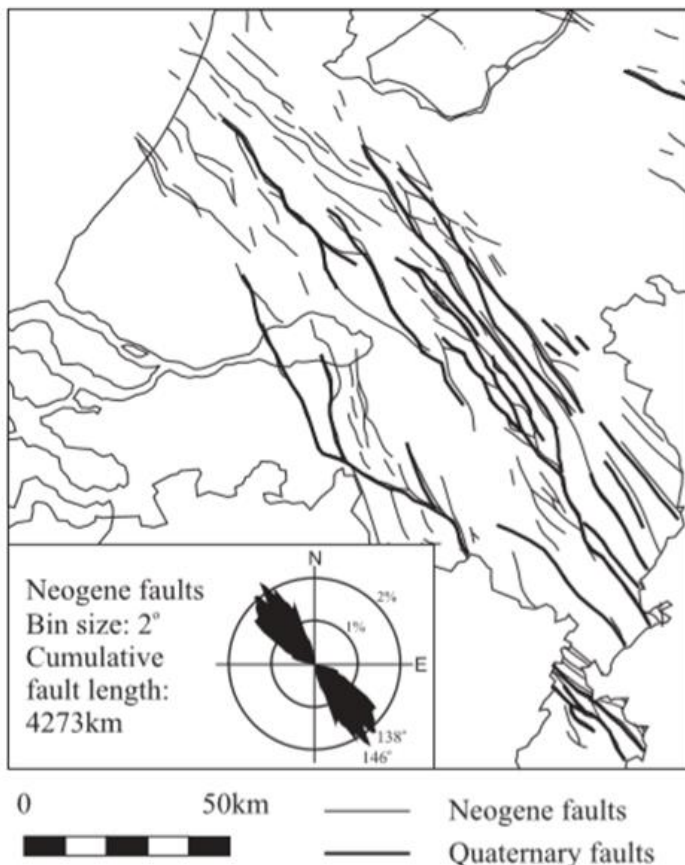 Neogene faults
Bin size: 2°
Cumulative
fault length:
4273km
N
2%
1%
E
138°
146°
0 50km
Neogene faults
Quaternary faults